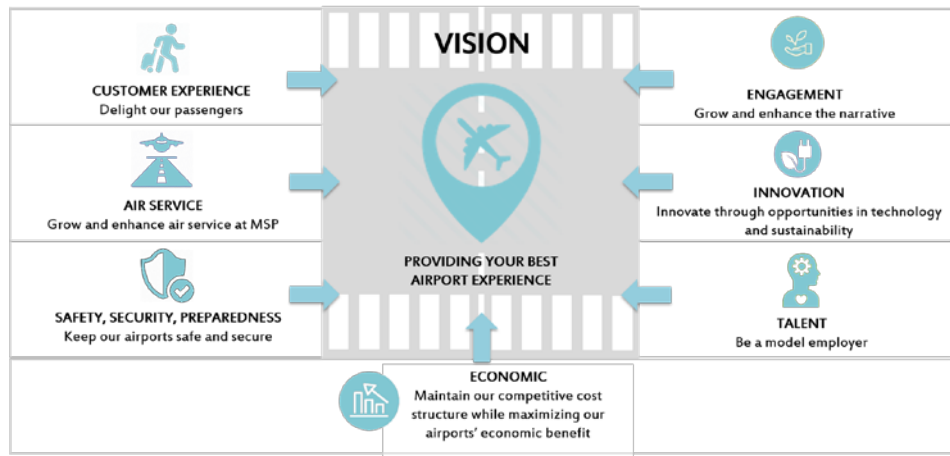 VISION
CUSTOMER EXPERIENCE
Delight our passengers
AIR SERVICE
Grow and enhance air service at MSP
SAFETY, SECURITY, PREPAREDNESS
Keep our airports safe and secure
PROVIDING YOUR BEST
AIRPORT EXPERIENCE
ENGAGEMENT
Grow and enhance the narrative
INNOVATION
Innovate through opportunities in technology
and sustainability
TALENT
Be a model employer
ECONOMIC
Maintain our competitive cost
structure while maximizing our
airports' economic benefit